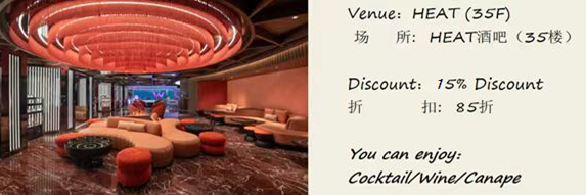 Venue: HEAT (35F)
场 所: HEAT酒吧（35楼）
Discount: 15% Discount
折 扣: 85折
You can enjoy:
Cocktail/Wine/Canape